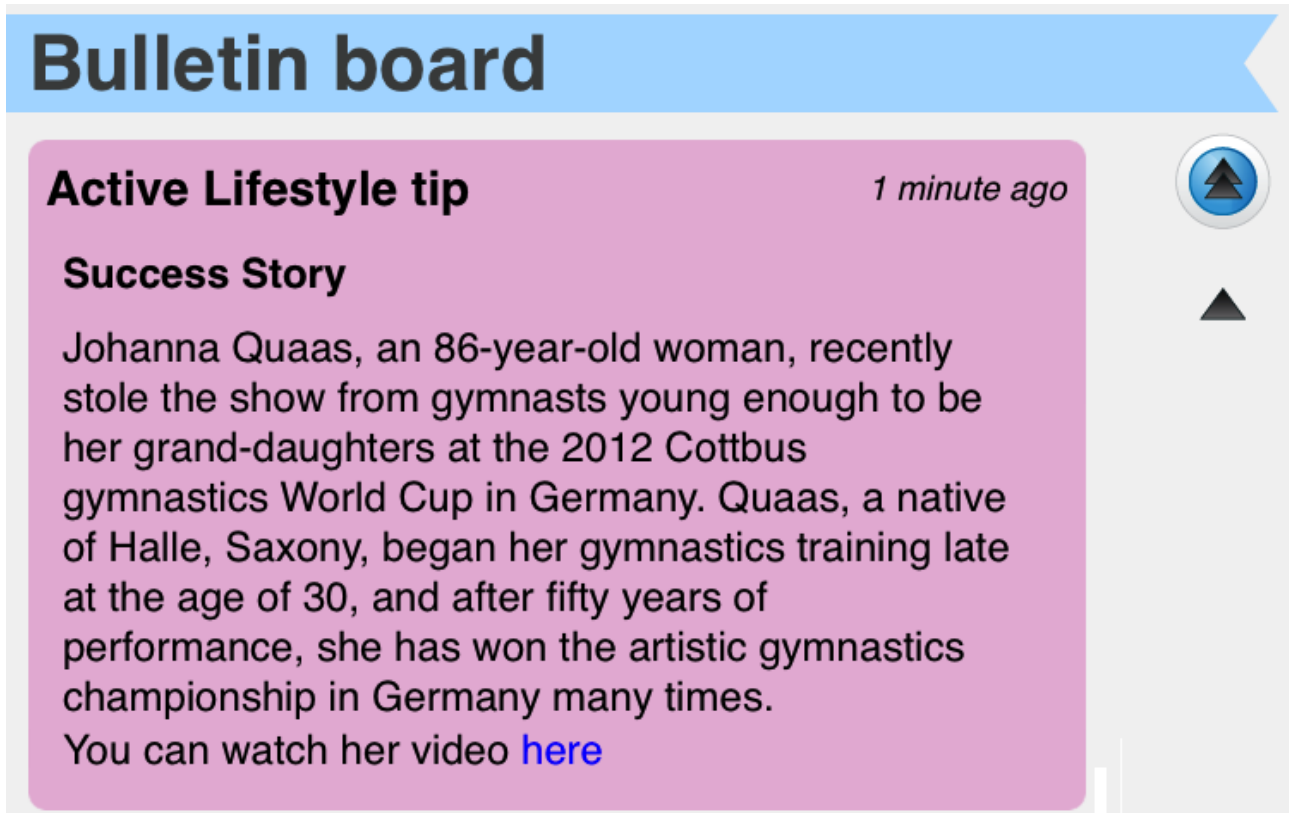 Bulletin board
Active Lifestyle tip 1 minute ago
Success Story
Johanna Quaas, an 86-year-old woman, recently
stole the show from gymnasts young enough to be
her grand-daughters at the 2012 Cottbus
gymnastics World Cup in Germany. Quaas, a native
of Halle, Saxony, began her gymnastics training late
at the age of 30, and after fifty years of
performance, she has won the artistic gymnastics
championship in Germany many times.
You can watch her video here